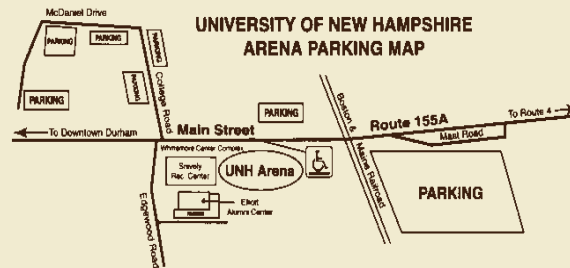 McDaniel Drive
UNIVERSITY OF NEW HAMPSHIRE
ARENA PARKING MAP
PARKING
PARKING
PARKING
PARKING
PARKING
College Road
PARKING
Boston &
Maine Railroad
Route 155A
To Route 4
Mast Road
To Downtown Durham
Main Street
Whittemore Center Complex
Snively
Rec. Center
UNH Arena
PARKING
Elliott
Alumni Center
PARKING
Edgewood Road